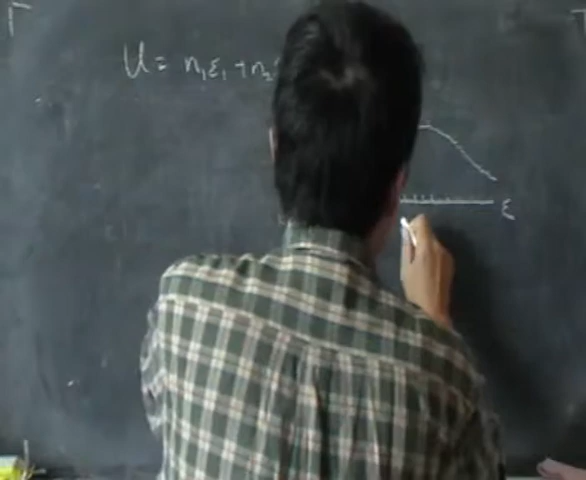 U = n₁ε₁ + n₂
ε